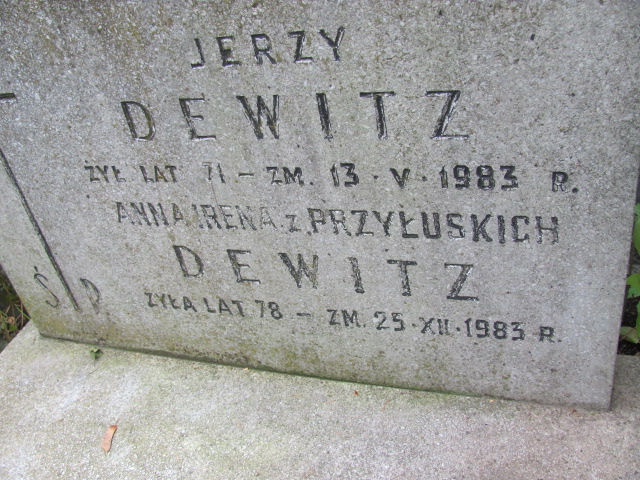 JERZY
DEWITZ
ŻYŁ LAT 71 - ZM. 13 · V · 1983 R.
ANNA IRENA z PRZYŁUSKICH
DEWITZ
Ś P.
ŻYŁA LAT 78 - ZM. 25 · XII · 1983 R.